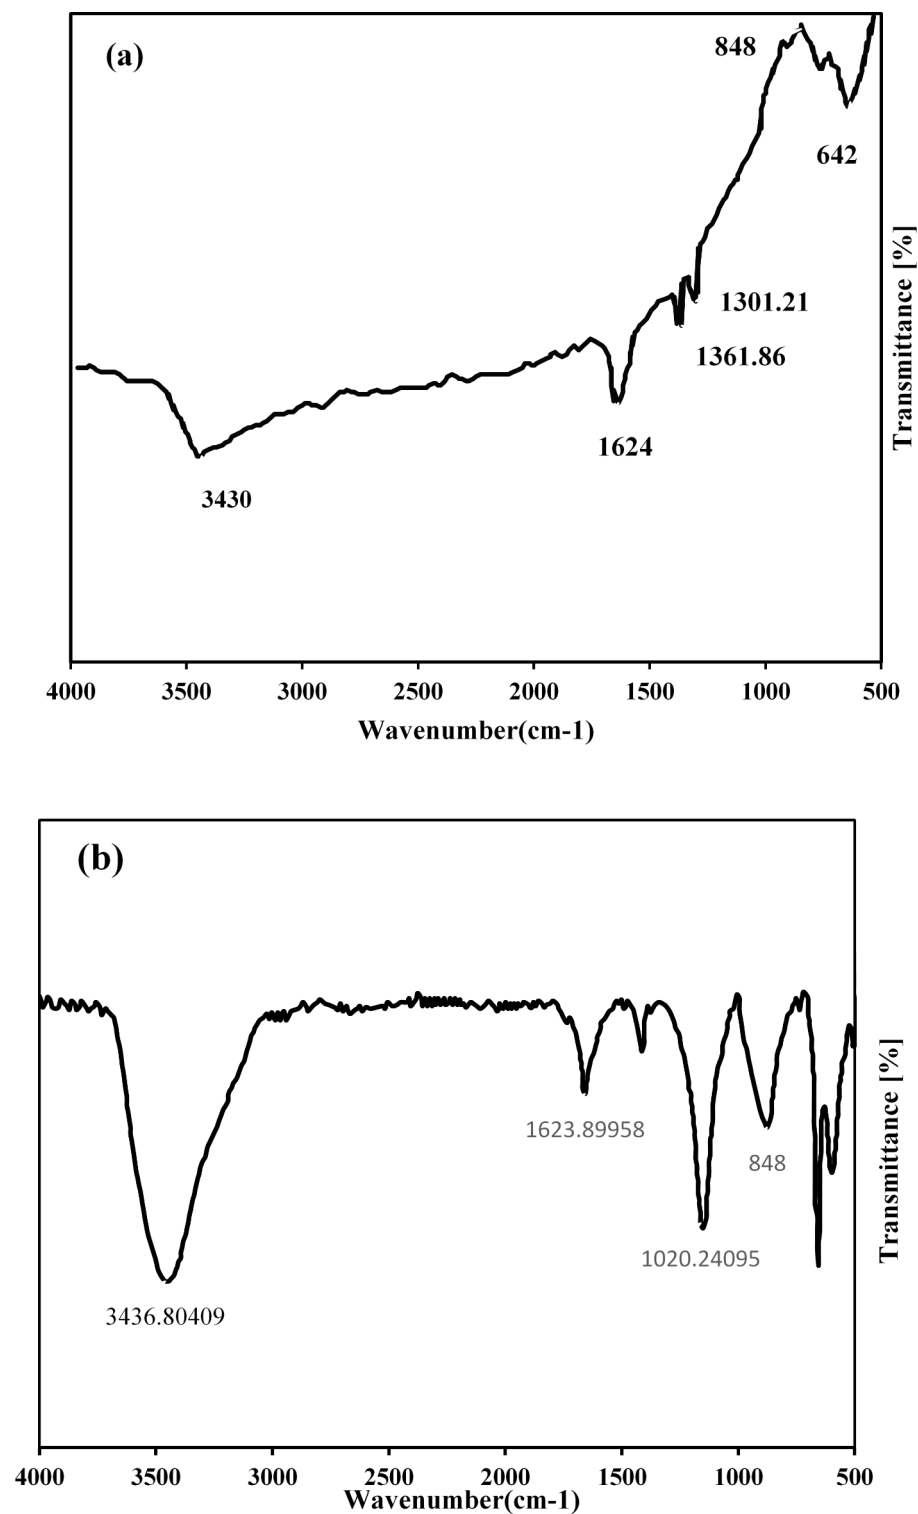 (a)
848
642
1301.21
1361.86
1624
3430
Transmittance [%]
4000 3500 3000 2500 2000 1500 1000 500
Wavenumber(cm-1)
(b)
1623.89958
848
1020.24095
3436.80409
Transmittance [%]
4000 3500 3000 2500 2000 1500 1000 500
Wavenumber(cm-1)